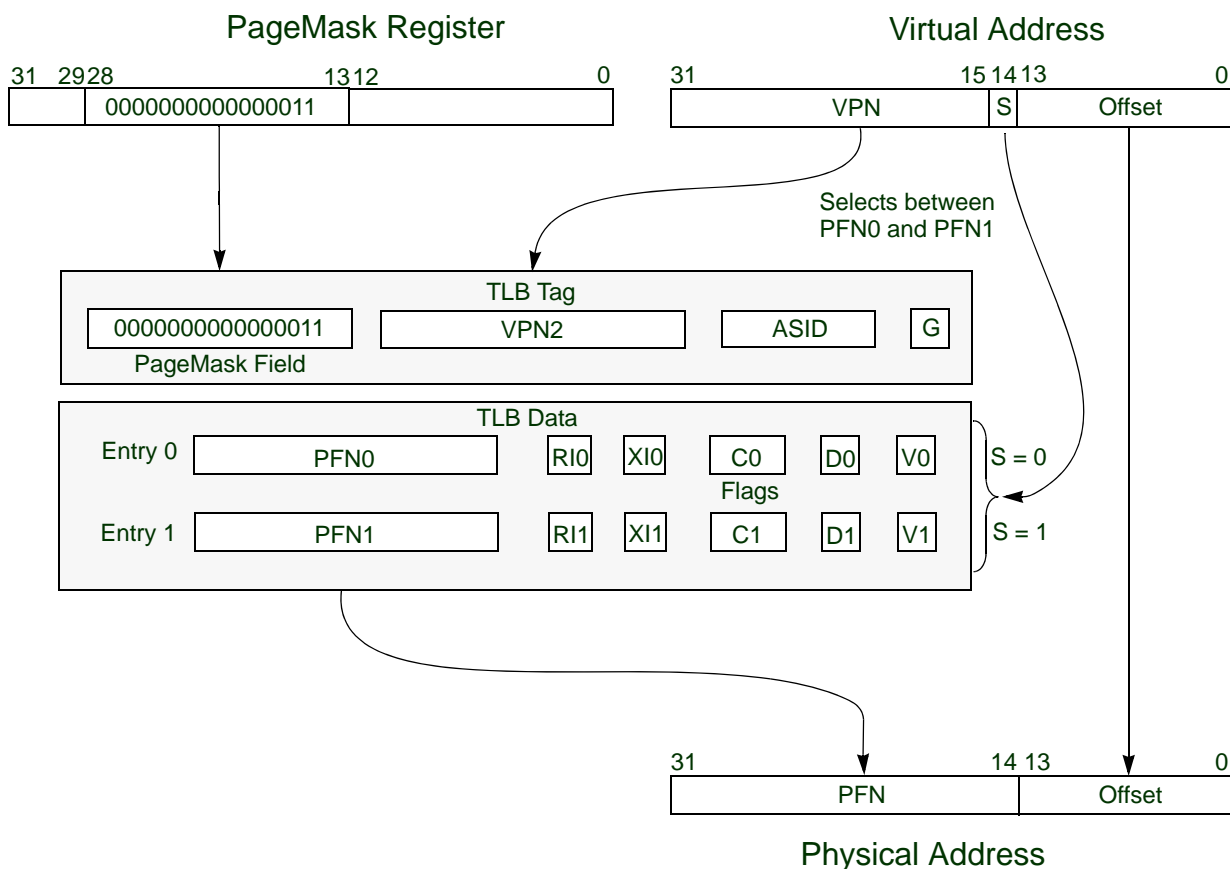 PageMask Register
Virtual Address
31 29 28 13 12 0
31 15 14 13 0
0000000000000011
VPN S Offset
Selects between
PFN0 and PFN1
TLB Tag
0000000000000011 VPN2 ASID G
PageMask Field
TLB Data
Entry 0 PFN0 RI0 XI0 C0 D0 V0 S = 0
Flags
Entry 1 PFN1 RI1 XI1 C1 D1 V1 S = 1
31 14 13 0
PFN Offset
Physical Address